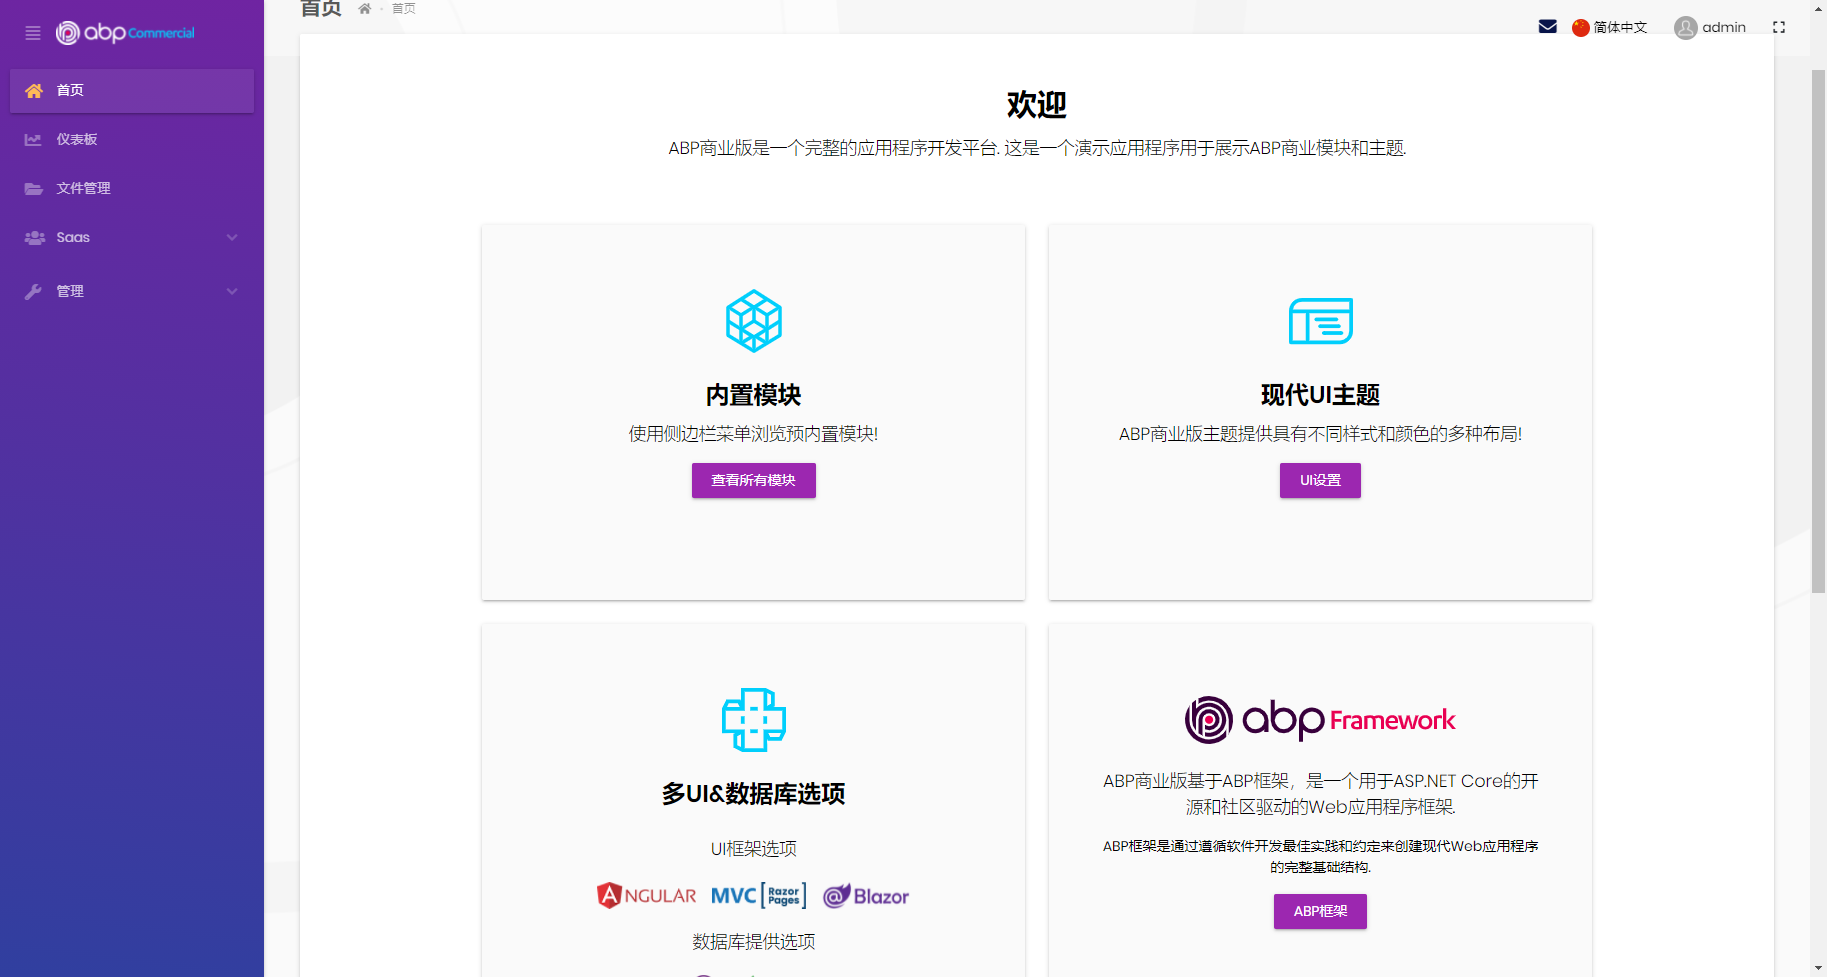 abp Commercial
首页
仪表板
文件管理
Saas
管理
首页
- 首页
简体中文
admin
欢迎
ABP商业版是一个完整的应用程序开发平台. 这是一个演示应用程序用于展示ABP商业模块和主题.
内置模块
使用侧边栏菜单浏览预内置模块!
查看所有模块
现代UI主题
ABP商业版主题提供具有不同样式和颜色的多种布局!
UI设置
多UI&数据库选项
UI框架选项
ANGULAR
MVC [Razor Pages]
Blazor
数据库提供选项
abp Framework
ABP商业版基于ABP框架，是一个用于ASP.NET Core的开
源和社区驱动的Web应用程序框架.
ABP框架是通过遵循软件开发最佳实践和约定来创建现代Web应用程序
的完整基础结构.
ABP框架